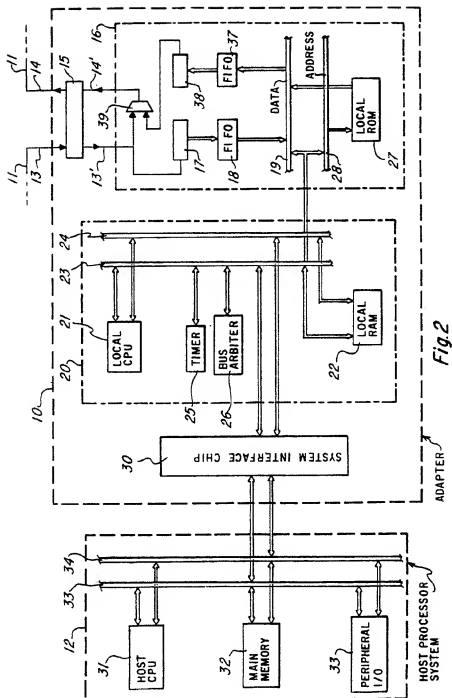 11
14
15
14'
16
39
38
FIFO
37
11
13
13'
17
FIFO
18
DATA
ADDRESS
19
28
LOCAL
ROM
27
10
20
21
LOCAL
CPU
24
23
TIMER
25
BUS
ARBITER
26
LOCAL
RAM
22
30
SYSTEM INTERFACE CHIP
ADAPTER
12
34
33
31
HOST
CPU
32
MAIN
MEMORY
33
PERIPHERAL
I/O
HOST PROCESSOR
SYSTEM
Fig.2